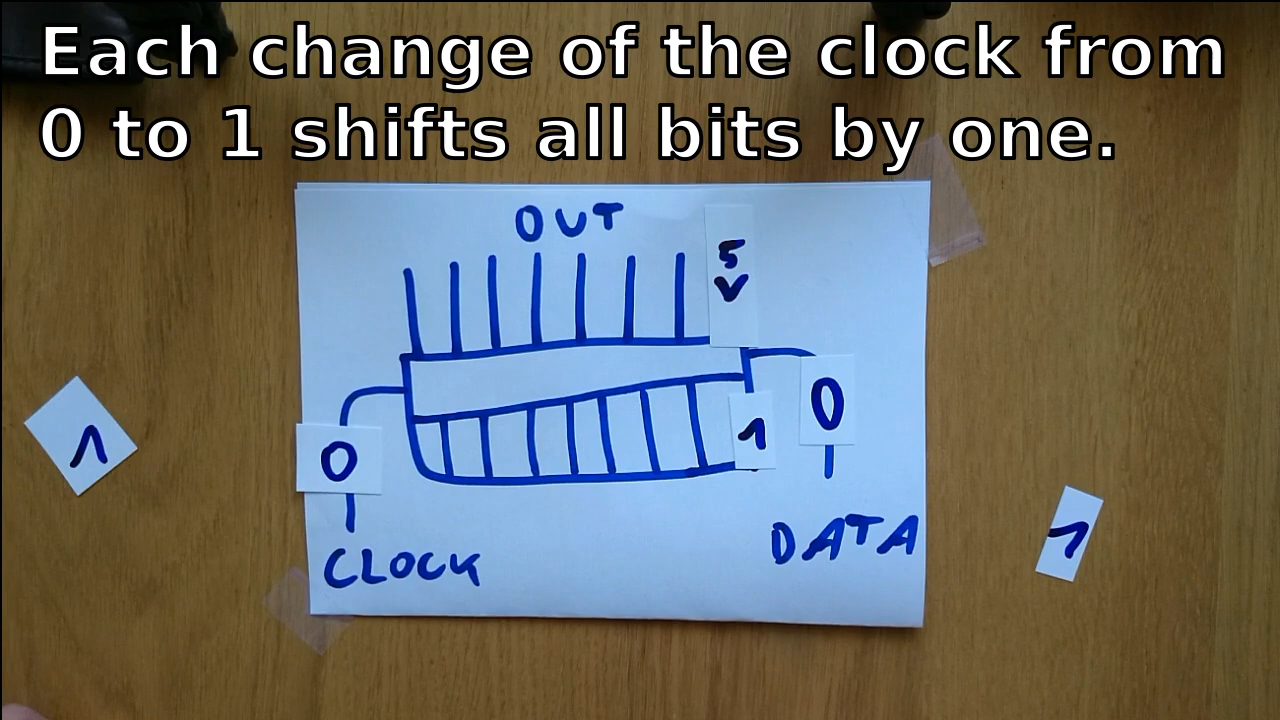 Each change of the clock from
0 to 1 shifts all bits by one.
OUT
5
V
0
1
1
0
1
DATA
CLOCK